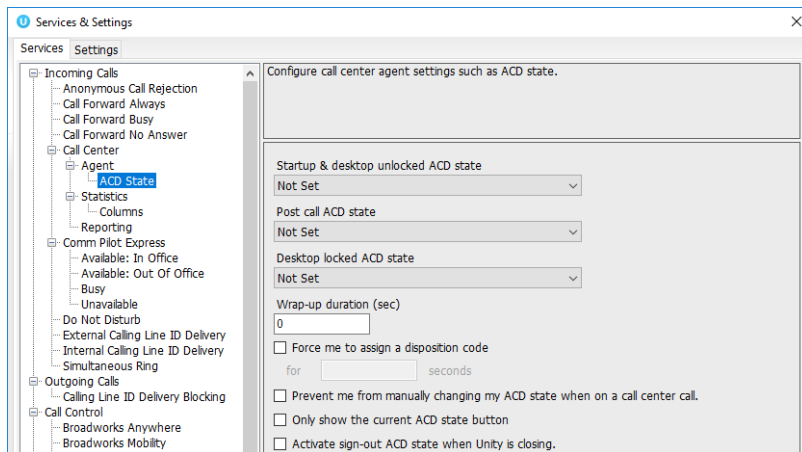 Services & Settings
Services
Settings
Incoming Calls
Anonymous Call Rejection
Call Forward Always
Call Forward Busy
Call Forward No Answer
Call Center
Agent
ACD State
Statistics
Columns
Reporting
Comm Pilot Express
Available: In Office
Available: Out Of Office
Busy
Unavailable
Do Not Disturb
External Calling Line ID Delivery
Internal Calling Line ID Delivery
Simultaneous Ring
Outgoing Calls
Calling Line ID Delivery Blocking
Call Control
Broadworks Anywhere
Broadworks Mobility
Configure call center agent settings such as ACD state.
Startup & desktop unlocked ACD state
Not Set
Post call ACD state
Not Set
Desktop locked ACD state
Not Set
Wrap-up duration (sec)
0
Force me to assign a disposition code
for seconds
Prevent me from manually changing my ACD state when on a call center call.
Only show the current ACD state button
Activate sign-out ACD state when Unity is closing.